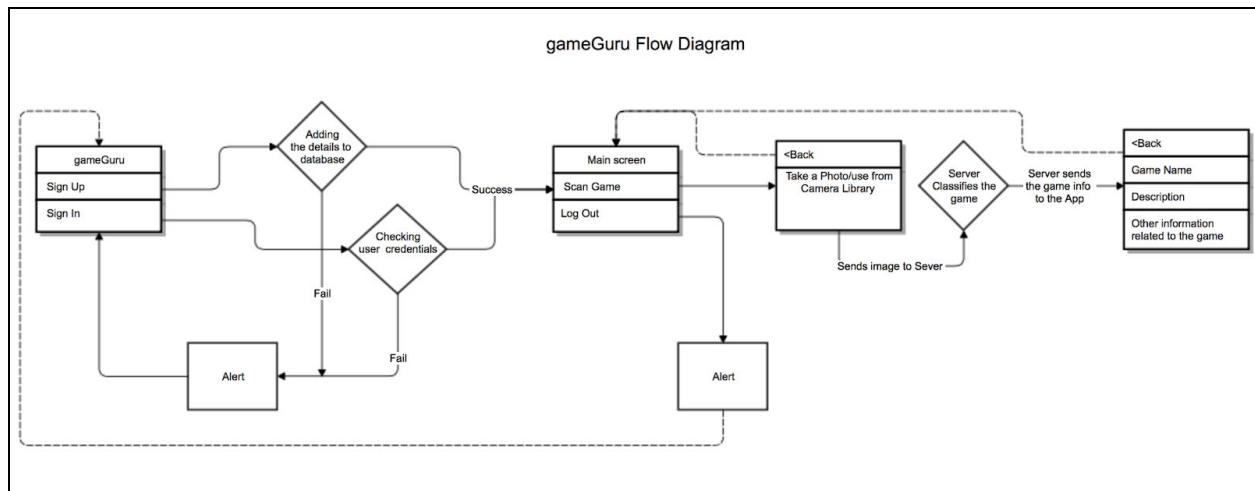 gameGuru Flow Diagram
gameGuru
Sign Up
Sign In
Adding
the details to
database
Checking
user credentials
Success
Fail
Fail
Alert
Main screen
Scan Game
Log Out
Alert
<Back
Take a Photo/use from
Camera Library
Sends image to Sever
Server
Classifies the
game
Server sends
the game info
to the App
<Back
Game Name
Description
Other information
related to the game